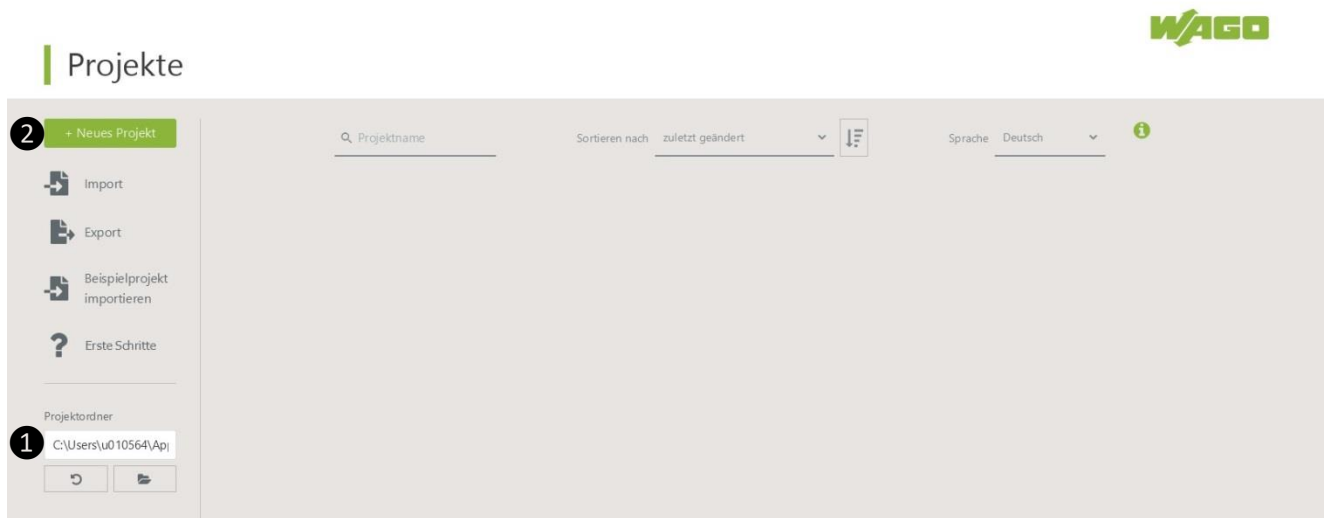 WAGO
Projekte
2 + Neues Projekt
Projektname
Sortieren nach zuletzt geändert
Sprache Deutsch
i
Import
Export
Beispielprojekt
importieren
? Erste Schritte
Projektordner
1 C:\Users\u010564\Ap